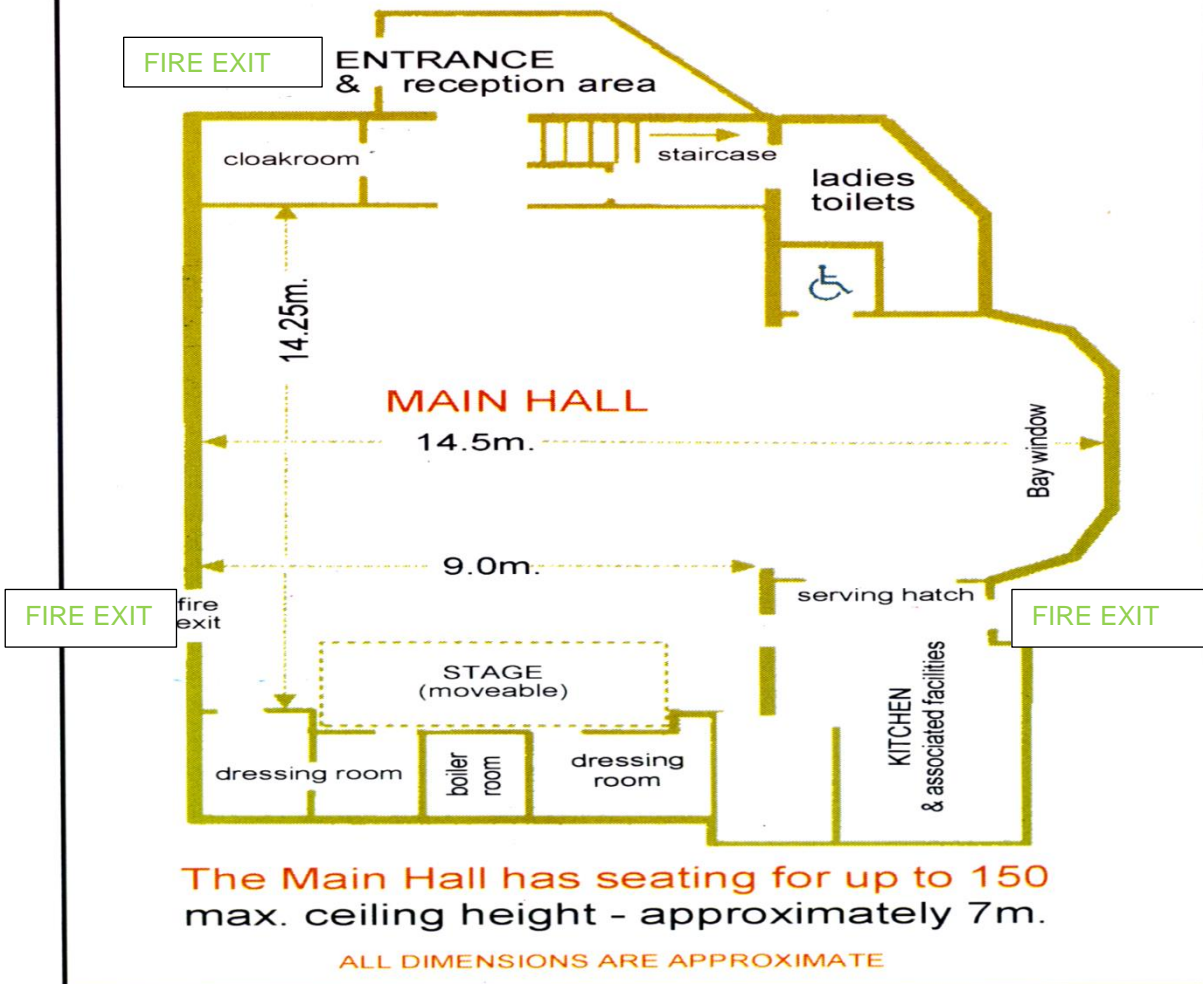 FIRE EXIT
ENTRANCE
& reception area
cloakroom
staircase
ladies
toilets
14.25m.
MAIN HALL
14.5m.
Bay window
9.0m.
serving hatch
FIRE EXIT
fire
exit
FIRE EXIT
STAGE
(moveable)
KITCHEN
& associated facilities
dressing room
boiler
room
dressing
room
The Main Hall has seating for up to 150
max. ceiling height - approximately 7m.
ALL DIMENSIONS ARE APPROXIMATE